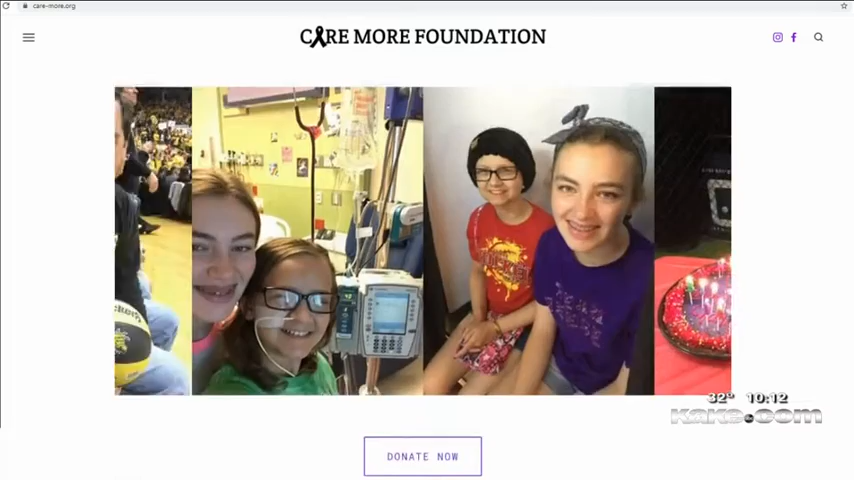 care-more.org
CARE MORE FOUNDATION
32° 10:12
KAKE.com
DONATE NOW